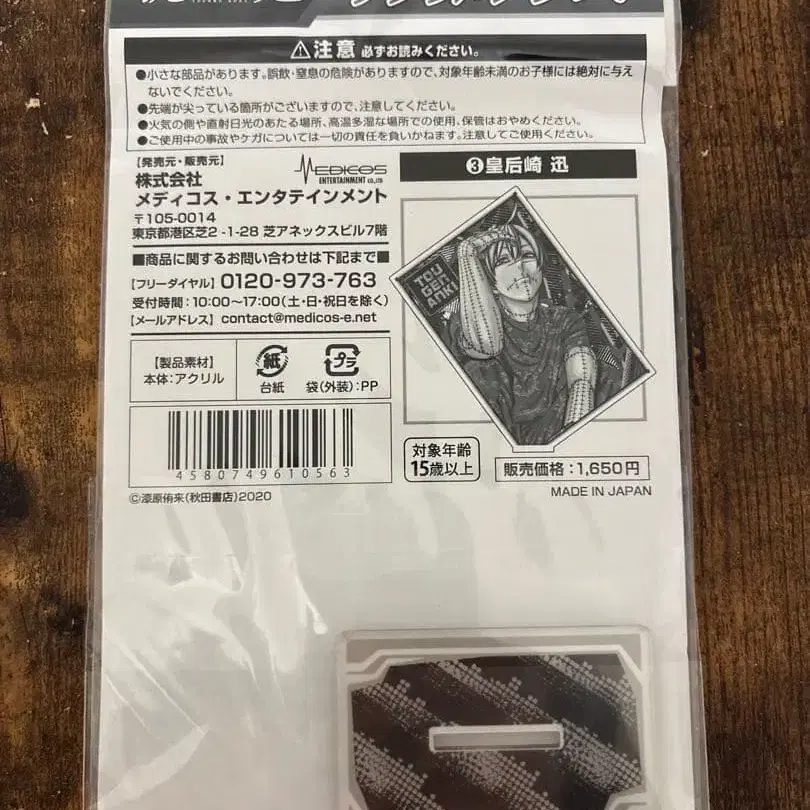 ⚠注意 必ずお読みください。
●小さな部品があります。誤飲・窒息の危険がありますので、対象年齢未満のお子様には絶対に与え
ないでください。
●先端が尖っている箇所がございますので、注意してください。
●火気の側や直射日光のあたる場所、高温多湿な場所での使用、保管はおやめください。
●ご使用中の事故やケガについては一切の責任を負いかねます。注意してご使用ください。
【発売元・販売元】
MEDICOS
ENTERTAINMENT CO.,LTD
株式会社
メディコス・エンタテインメント
〒105-0014
東京都港区芝2-1-28 芝アネックスビル7階
■商品に関するお問い合わせは下記まで■
【フリーダイヤル】0120-973-763
受付時間:10:00〜17:00(土・日・祝日を除く)
【メールアドレス】contact@medicos-e.net
【製品素材】
本体:アクリル
紙
台紙
プラ
袋(外装):PP
4580749610563
©漆原侑来(秋田書店)2020
❸皇后崎 迅
TOU
GEN
ANKI
対象年齢
15歳以上
販売価格:1,650円
MADE IN JAPAN